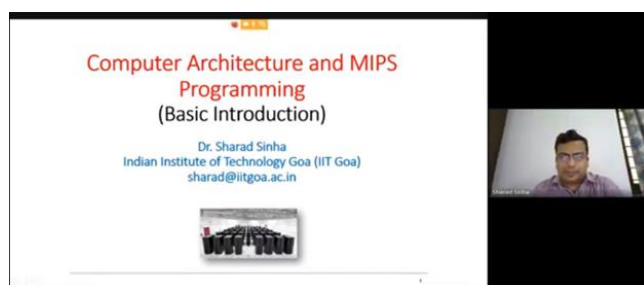 Computer Architecture and MIPS
Programming
(Basic Introduction)
Dr. Sharad Sinha
Indian Institute of Technology Goa (IIT Goa)
sharad@iitgoa.ac.in
Sharad Sinha